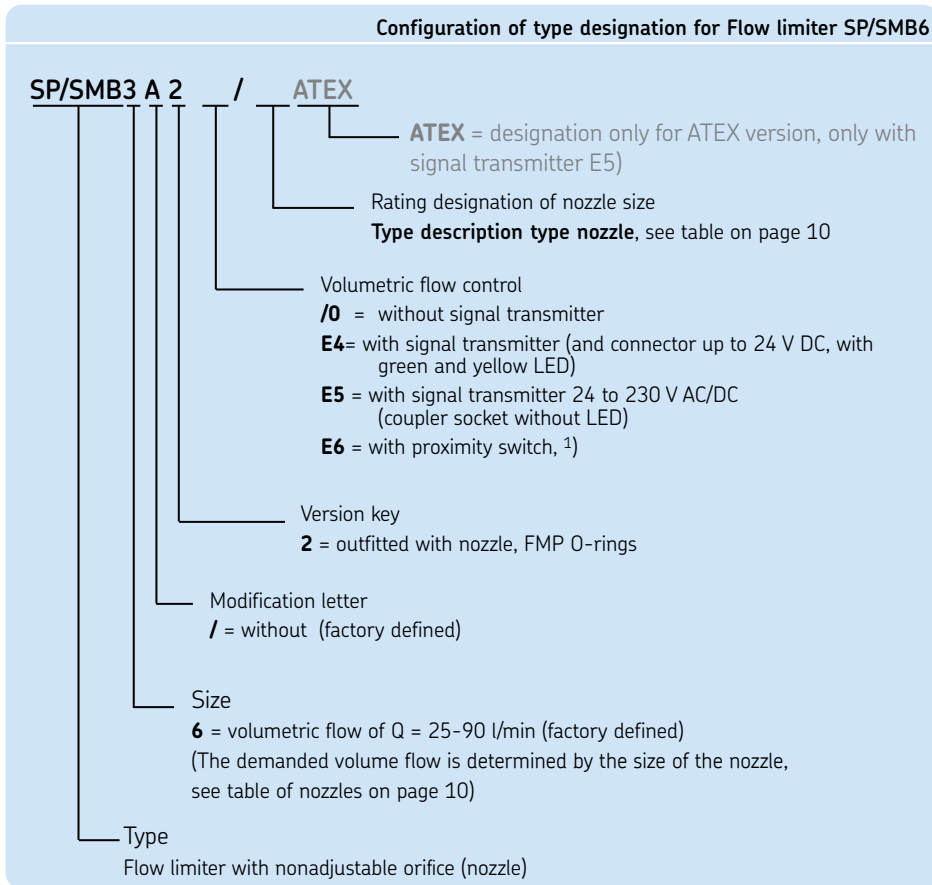 Configuration of type designation for Flow limiter SP/SMB6
SP/SMB3 A 2 __ / __ ATEX
ATEX = designation only for ATEX version, only with
signal transmitter E5)
Rating designation of nozzle size
Type description type nozzle, see table on page 10
Volumetric flow control
/0 = without signal transmitter
E4= with signal transmitter (and connector up to 24 V DC, with
green and yellow LED)
E5 = with signal transmitter 24 to 230 V AC/DC
(coupler socket without LED)
E6 = with proximity switch, 1)
Version key
2 = outfitted with nozzle, FMP O-rings
Modification letter
/ = without (factory defined)
Size
6 = volumetric flow of Q = 25-90 l/min (factory defined)
(The demanded volume flow is determined by the size of the nozzle,
see table of nozzles on page 10)
Type
Flow limiter with nonadjustable orifice (nozzle)